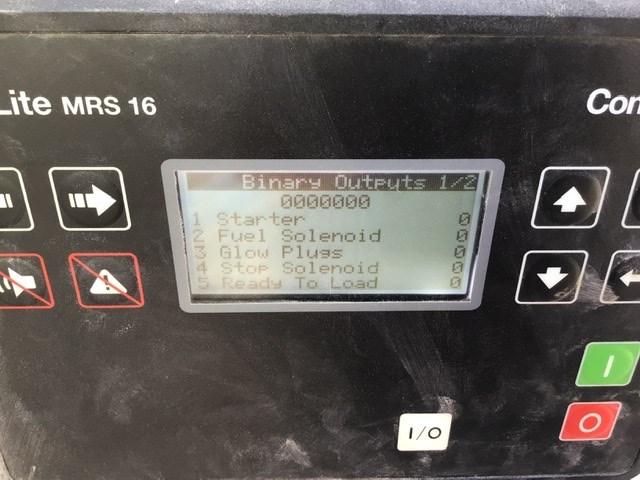 Lite MRS 16
Com
Binary Outputs 1/2
0000000
1 Starter 0
2 Fuel Solenoid 0
3 Glow Plugs 0
4 Stop Solenoid 0
5 Ready To Load 0
I
I/O
O